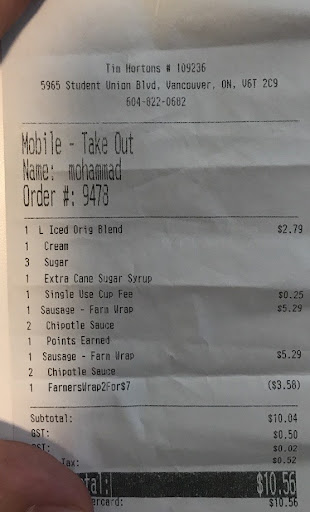 Tim Hortons # 109236
5965 Student Union Blvd, Vancouver, ON, V6T 2C9
604-822-0682
Mobile - Take Out
Name: mohammad
Order #: 9478
1 L Iced Orig Blend $2.79
1 Cream
3 Sugar
1 Extra Cane Sugar Syrup
1 Single Use Cup Fee $0.25
1 Sausage - Farm Wrap $5.29
2 Chipotle Sauce
1 Points Earned
1 Sausage - Farm Wrap $5.29
2 Chipotle Sauce
1 FarmersWrap2For$7 ($3.58)
Subtotal: $10.04
GST: $0.50
$0.02
Tax: $0.52
$10.56
$10.56